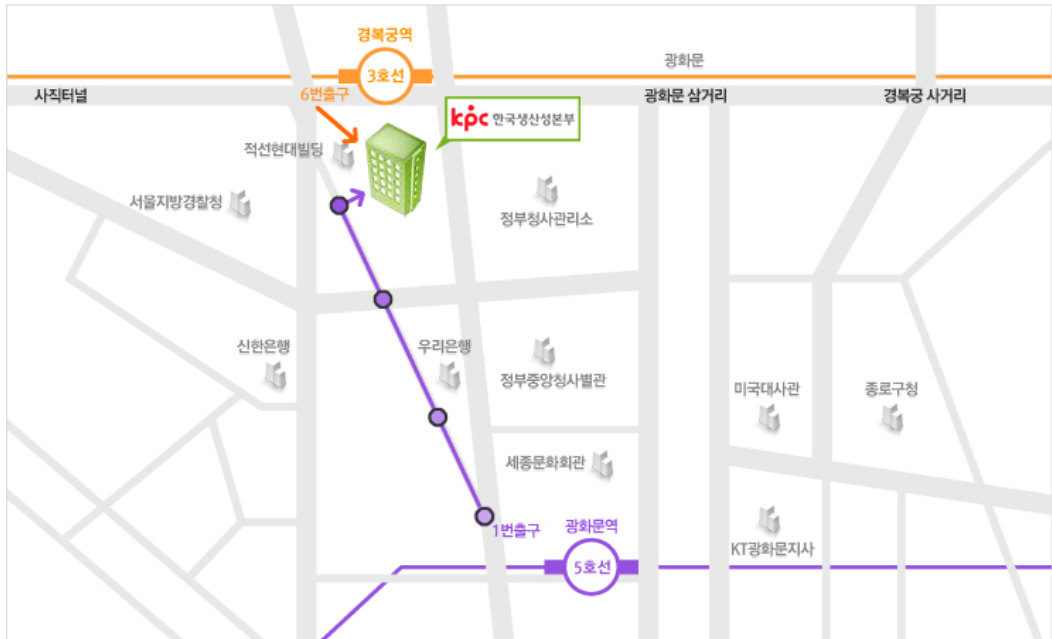 경복궁역
3호선
광화문
6번출구
사직터널
광화문 삼거리
경복궁 사거리
kpc 한국생산성본부
적선현대빌딩
서울지방경찰청
정부청사관리소
신한은행
우리은행
정부중앙청사별관
미국대사관
종로구청
세종문화회관
1번출구
광화문역
5호선
KT광화문지사